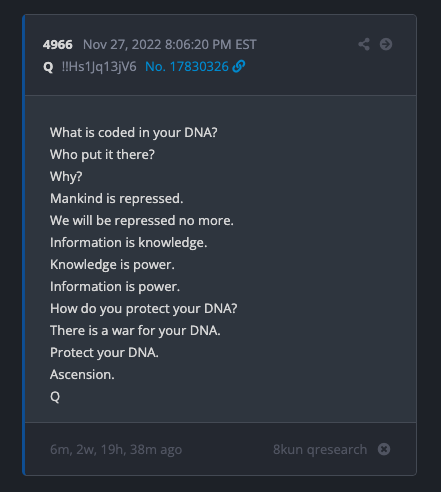 4966 Nov 27, 2022 8:06:20 PM EST
Q !!Hs1Jq13jV6 No. 17830326
What is coded in your DNA?
Who put it there?
Why?
Mankind is repressed.
We will be repressed no more.
Information is knowledge.
Knowledge is power.
Information is power.
How do you protect your DNA?
There is a war for your DNA.
Protect your DNA.
Ascension.
Q
6m, 2w, 19h, 38m ago 8kun qresearch